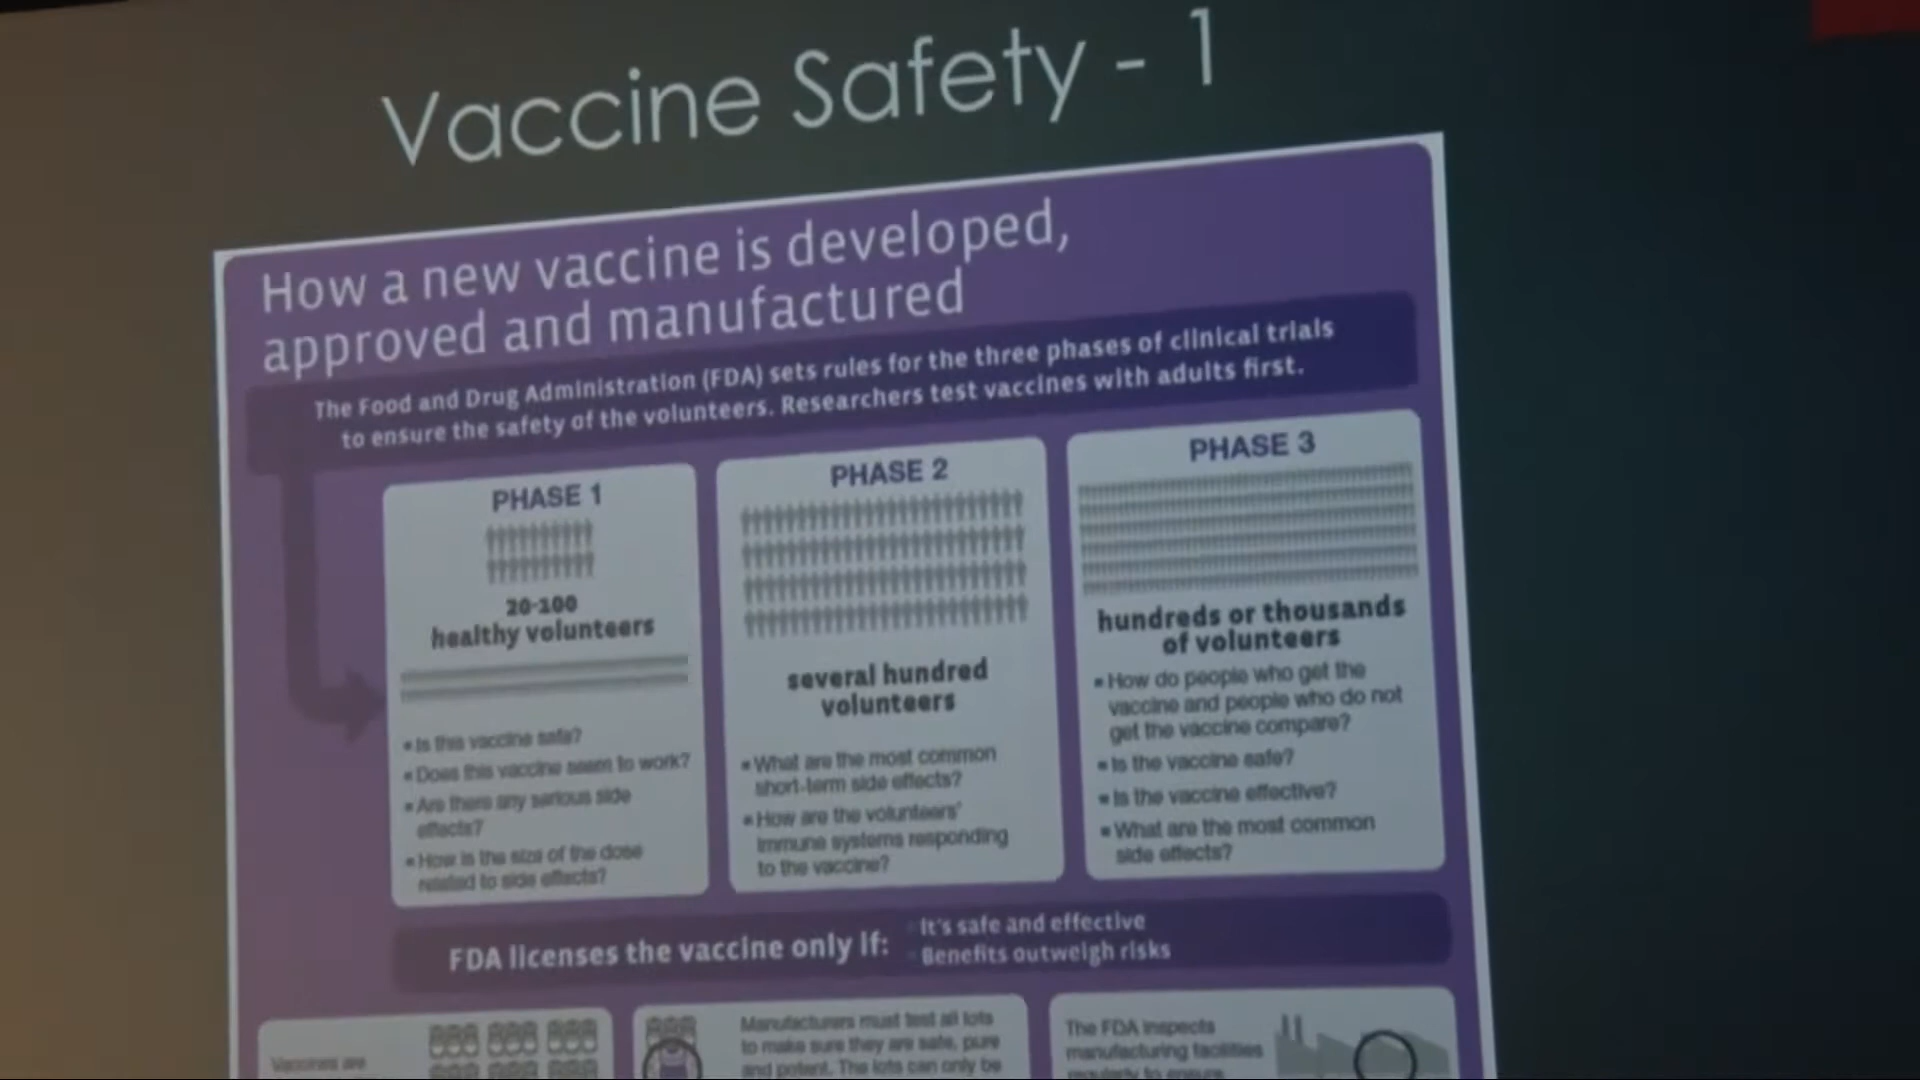 Vaccine Safety - 1
How a new vaccine is developed,
approved and manufactured
The Food and Drug Administration (FDA) sets rules for the three phases of clinical trials
to ensure the safety of the volunteers. Researchers test vaccines with adults first.
PHASE 1
20-100
healthy volunteers
▪ Is this vaccine safe?
▪ Does this vaccine seem to work?
▪ Are there any serious side
effects?
▪ How is the size of the dose
related to side effects?
PHASE 2
several hundred
volunteers
▪ What are the most common
short-term side effects?
▪ How are the volunteers'
immune systems responding
to the vaccine?
PHASE 3
hundreds or thousands
of volunteers
▪ How do people who get the
vaccine and people who do not
get the vaccine compare?
▪ Is the vaccine safe?
▪ Is the vaccine effective?
▪ What are the most common
side effects?
FDA licenses the vaccine only if:
▪ It's safe and effective
▪ Benefits outweigh risks
Vaccines are
Manufacturers must test all lots
to make sure they are safe, pure
and potent. The lots can only be
The FDA inspects
manufacturing facilities
regularly to ensure